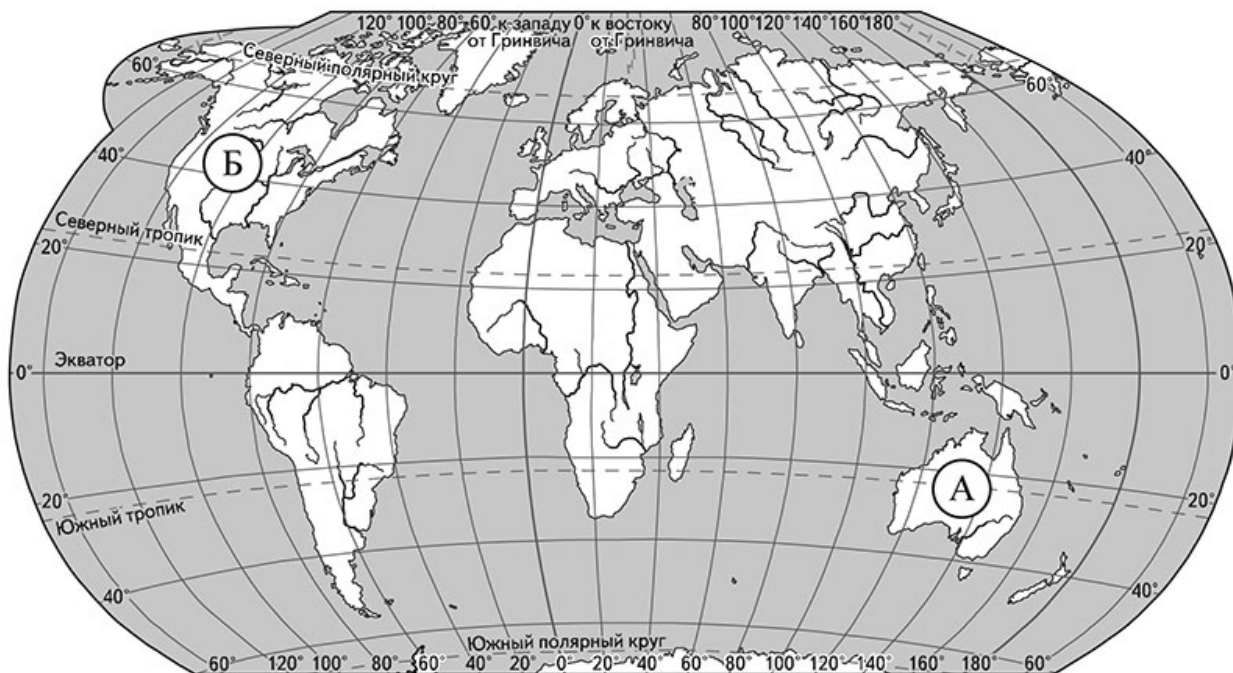 120° 100° 80° 60° к западу 0° к востоку 80° 100° 120° 140° 160° 180°
от Гринвича от Гринвича
60° Северный полярный круг 60°
40° Б 40°
Северный тропик
20° 20°
Экватор
0° 0°
А
20° 20°
Южный тропик
40° 40°
Южный полярный круг
60° 120° 100° 80° 60° 40° 20° 0° 20° 40° 60° 80° 100° 120° 140° 160° 180° 60°